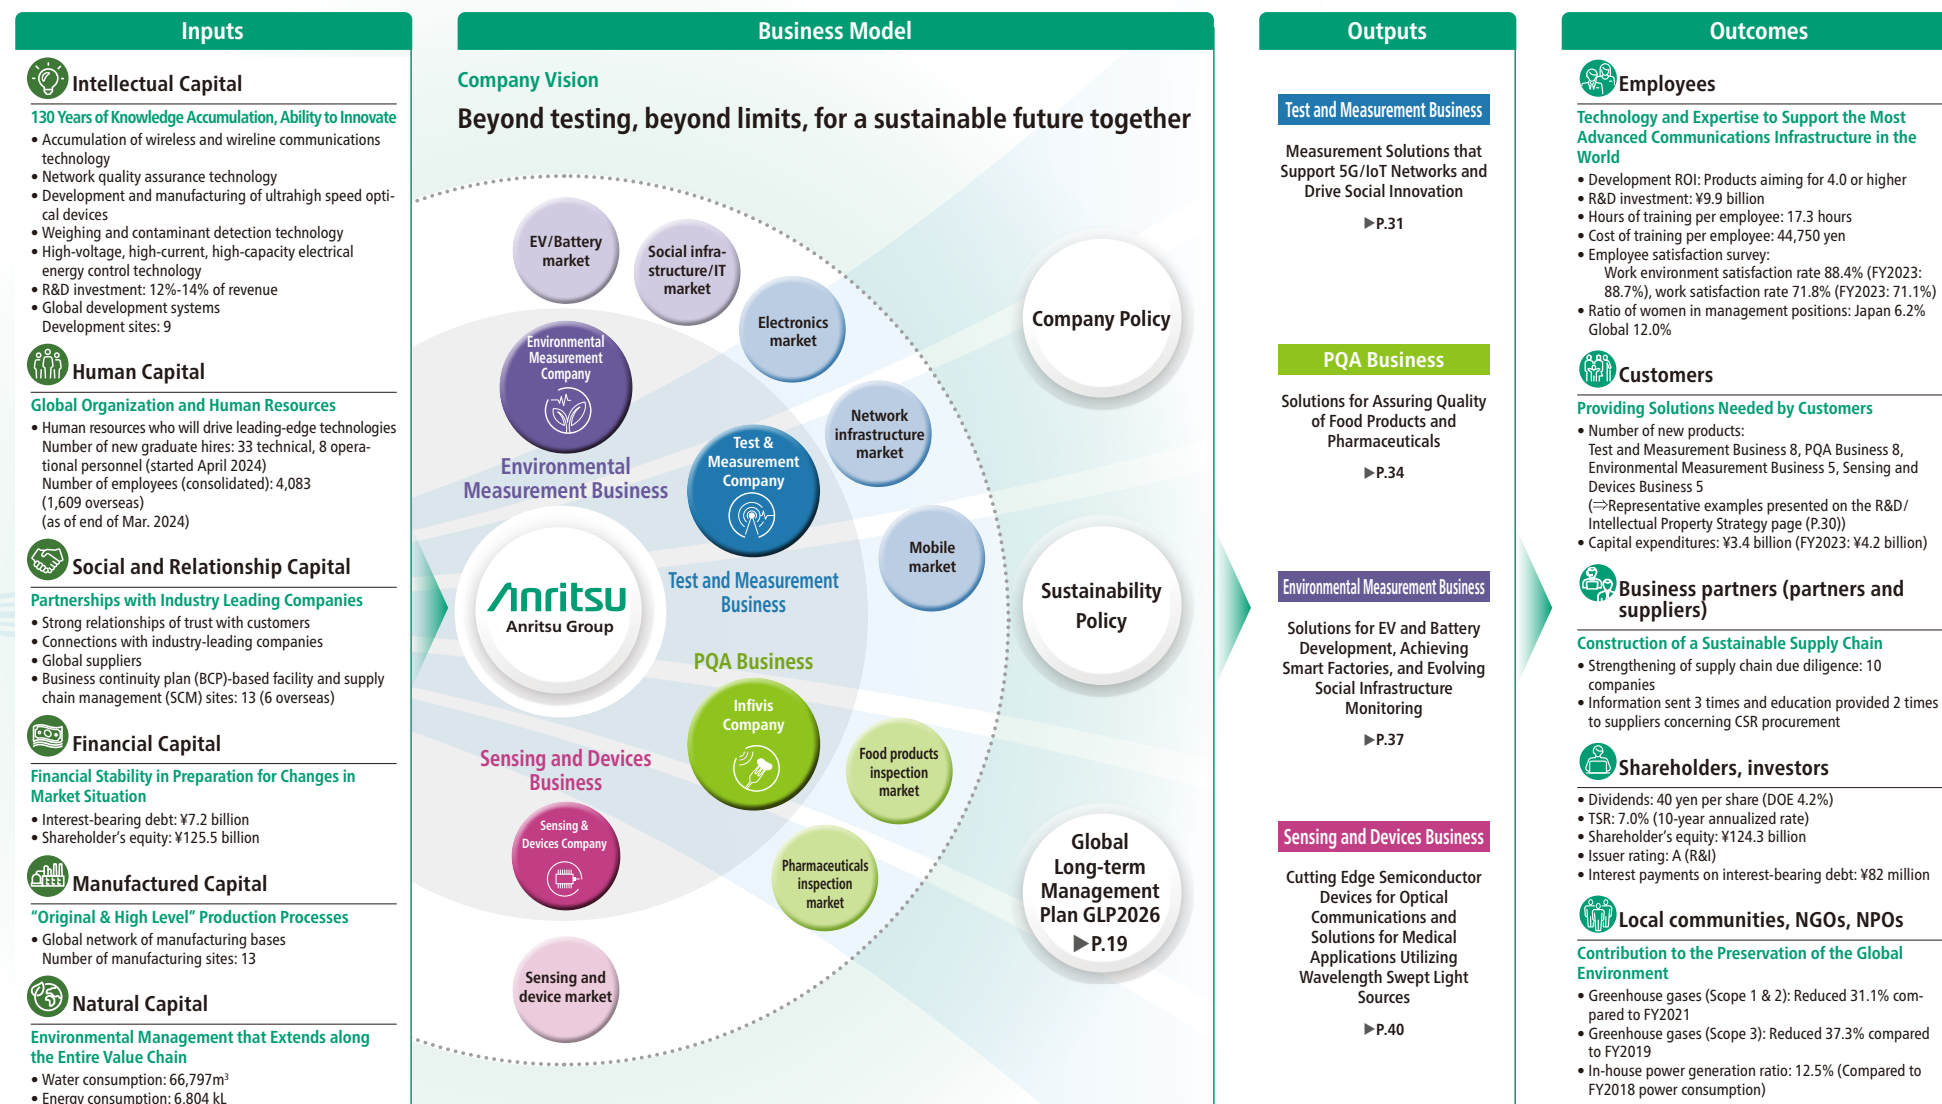 Inputs
Intellectual Capital
130 Years of Knowledge Accumulation, Ability to Innovate
• Accumulation of wireless and wireline communications
technology
• Network quality assurance technology
• Development and manufacturing of ultrahigh speed opti-
cal devices
• Weighing and contaminant detection technology
• High-voltage, high-current, high-capacity electrical
energy control technology
• R&D investment: 12%-14% of revenue
• Global development systems
Development sites: 9
Human Capital
Global Organization and Human Resources
• Human resources who will drive leading-edge technologies
Number of new graduate hires: 33 technical, 8 opera-
tional personnel (started April 2024)
Number of employees (consolidated): 4,083
(1,609 overseas)
(as of end of Mar. 2024)
Social and Relationship Capital
Partnerships with Industry Leading Companies
• Strong relationships of trust with customers
• Connections with industry-leading companies
• Global suppliers
• Business continuity plan (BCP)-based facility and supply
chain management (SCM) sites: 13 (6 overseas)
Financial Capital
Financial Stability in Preparation for Changes in
Market Situation
• Interest-bearing debt: ¥7.2 billion
• Shareholder's equity: ¥125.5 billion
Manufactured Capital
"Original & High Level" Production Processes
• Global network of manufacturing bases
Number of manufacturing sites: 13
Natural Capital
Environmental Management that Extends along
the Entire Value Chain
• Water consumption: 66,797m³
• Energy consumption: 6,804 kL
Business Model
Company Vision
Beyond testing, beyond limits, for a sustainable future together
EV/Battery
market
Social infra-
structure/IT
market
Electronics
market
Network
infrastructure
market
Mobile
market
Environmental
Measurement
Company
Environmental
Measurement Business
Test &
Measurement
Company
Test and Measurement
Business
Anritsu
Anritsu Group
PQA Business
Infivis
Company
Sensing and Devices
Business
Sensing &
Devices Company
Food products
inspection
market
Pharmaceuticals
inspection
market
Sensing and
device market
Company Policy
Sustainability
Policy
Global
Long-term
Management
Plan GLP2026
▶P.19
Outputs
Test and Measurement Business
Measurement Solutions that
Support 5G/IoT Networks and
Drive Social Innovation
▶P.31
PQA Business
Solutions for Assuring Quality
of Food Products and
Pharmaceuticals
▶P.34
Environmental Measurement Business
Solutions for EV and Battery
Development, Achieving
Smart Factories, and Evolving
Social Infrastructure
Monitoring
▶P.37
Sensing and Devices Business
Cutting Edge Semiconductor
Devices for Optical
Communications and
Solutions for Medical
Applications Utilizing
Wavelength Swept Light
Sources
▶P.40
Outcomes
Employees
Technology and Expertise to Support the Most
Advanced Communications Infrastructure in the
World
• Development ROI: Products aiming for 4.0 or higher
• R&D investment: ¥9.9 billion
• Hours of training per employee: 17.3 hours
• Cost of training per employee: 44,750 yen
• Employee satisfaction survey:
Work environment satisfaction rate 88.4% (FY2023:
88.7%), work satisfaction rate 71.8% (FY2023: 71.1%)
• Ratio of women in management positions: Japan 6.2%
Global 12.0%
Customers
Providing Solutions Needed by Customers
• Number of new products:
Test and Measurement Business 8, PQA Business 8,
Environmental Measurement Business 5, Sensing and
Devices Business 5
(⇒Representative examples presented on the R&D/
Intellectual Property Strategy page (P.30))
• Capital expenditures: ¥3.4 billion (FY2023: ¥4.2 billion)
Business partners (partners and
suppliers)
Construction of a Sustainable Supply Chain
• Strengthening of supply chain due diligence: 10
companies
• Information sent 3 times and education provided 2 times
to suppliers concerning CSR procurement
Shareholders, investors
• Dividends: 40 yen per share (DOE 4.2%)
• TSR: 7.0% (10-year annualized rate)
• Shareholder's equity: ¥124.3 billion
• Issuer rating: A (R&I)
• Interest payments on interest-bearing debt: ¥82 million
Local communities, NGOs, NPOs
Contribution to the Preservation of the Global
Environment
• Greenhouse gases (Scope 1 & 2): Reduced 31.1% com-
pared to FY2021
• Greenhouse gases (Scope 3): Reduced 37.3% compared
to FY2019
• In-house power generation ratio: 12.5% (Compared to
FY2018 power consumption)